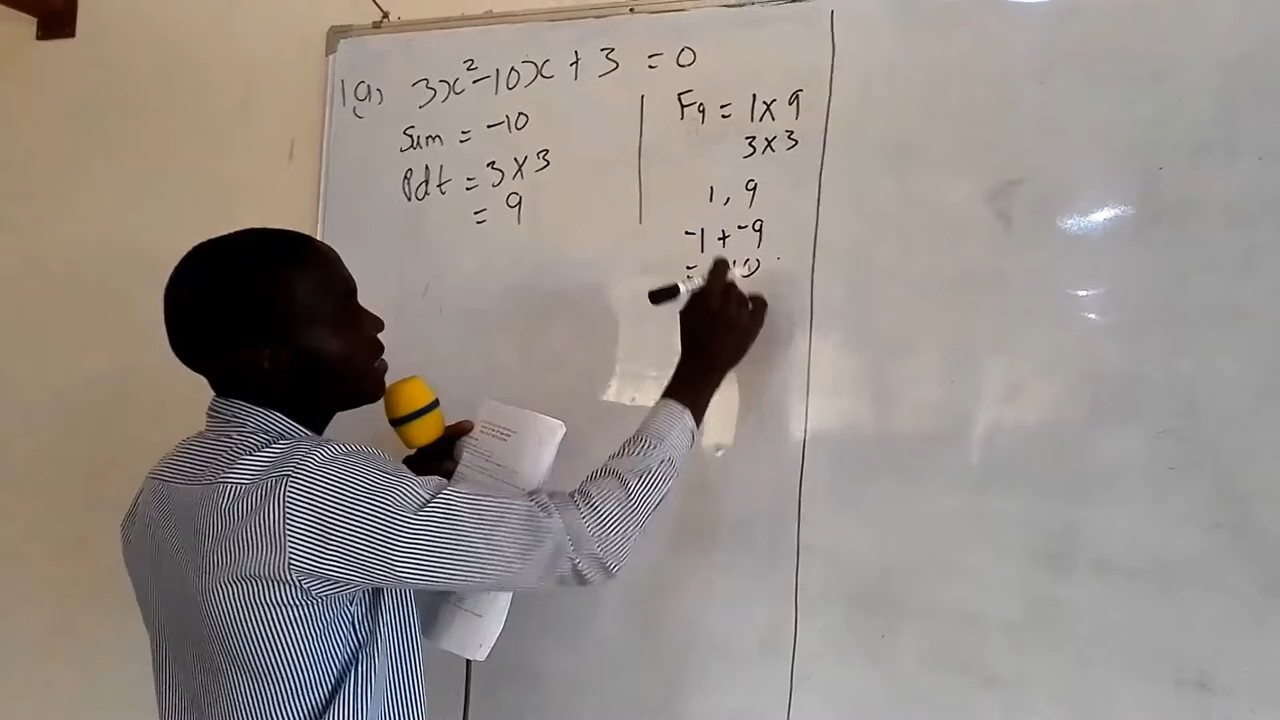 1a) 3x² - 10x + 3 = 0
Sum = -10
Pdt = 3 x 3
= 9
F₉ = 1 x 9
3 x 3
1, 9
-1 + -9